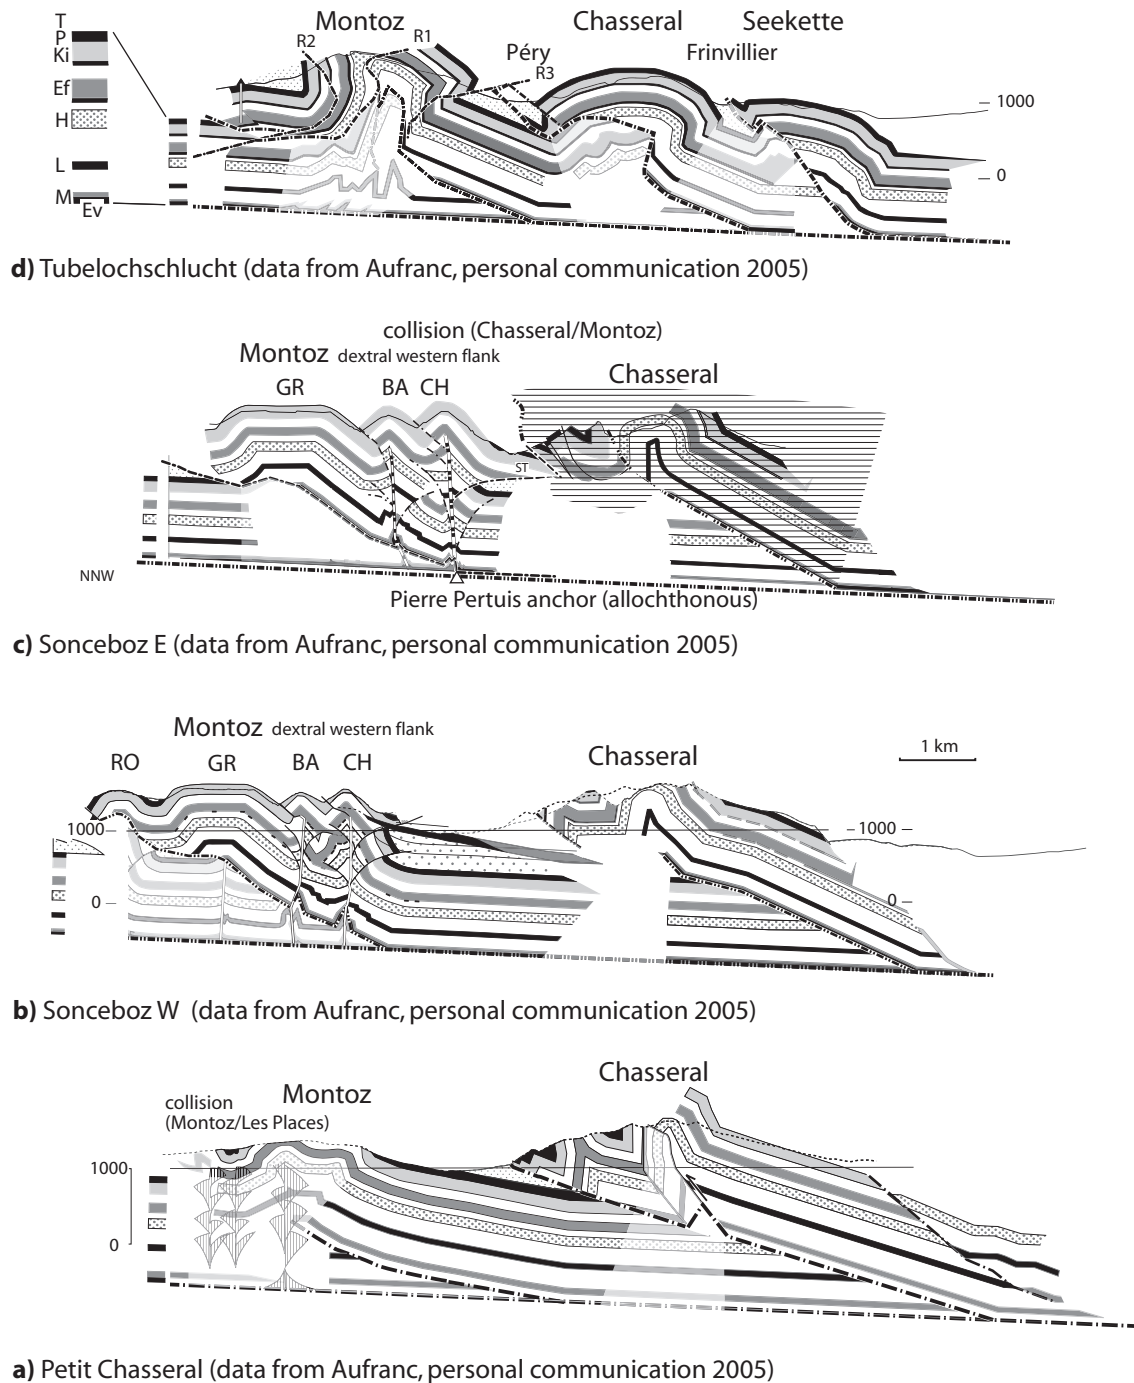 T
P
Ki
Ef
H
L
M
Ev
Montoz
R2
R1
Péry
R3
Chasseral
Seekette
Frinvillier
– 1000
– 0
d) Tubelochschlucht (data from Aufranc, personal communication 2005)
collision (Chasseral/Montoz)
Montoz dextral western flank
Chasseral
GR BA CH
ST
NNW
Pierre Pertuis anchor (allochthonous)
c) Sonceboz E (data from Aufranc, personal communication 2005)
Montoz dextral western flank
1 km
Chasseral
RO GR BA CH
1000–
–1000 –
0 –
0 –
b) Sonceboz W (data from Aufranc, personal communication 2005)
Chasseral
Montoz
collision
(Montoz/Les Places)
1000
0
a) Petit Chasseral (data from Aufranc, personal communication 2005)